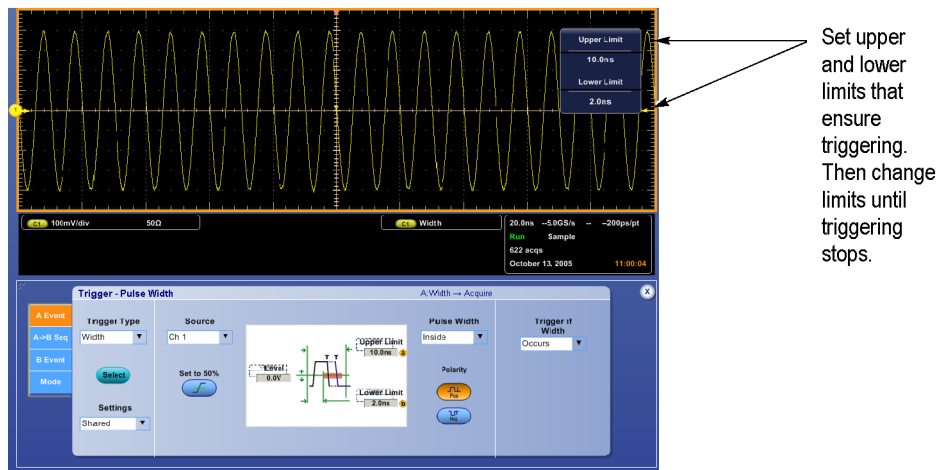 Upper Limit
10.0ns
Lower Limit
2.0ns
Set upper
and lower
limits that
ensure
triggering.
Then change
limits until
triggering
stops.
1
C1 100mV/div 50Ω
C1 Width
20.0ns --5.0GS/s -- --200ps/pt
Run Sample
622 acqs
October 13, 2005 11:00:04
Trigger - Pulse Width A:Width → Acquire X
A Event
A->B Seq
B Event
Mode
Trigger Type
Width
Select
Settings
Shared
Source
Ch 1
Set to 50%
Level
0.0V
T T
Upper Limit
10.0ns a
Lower Limit
2.0ns b
Pulse Width
Inside
Polarity
Pos
Neg
Trigger if
Width
Occurs